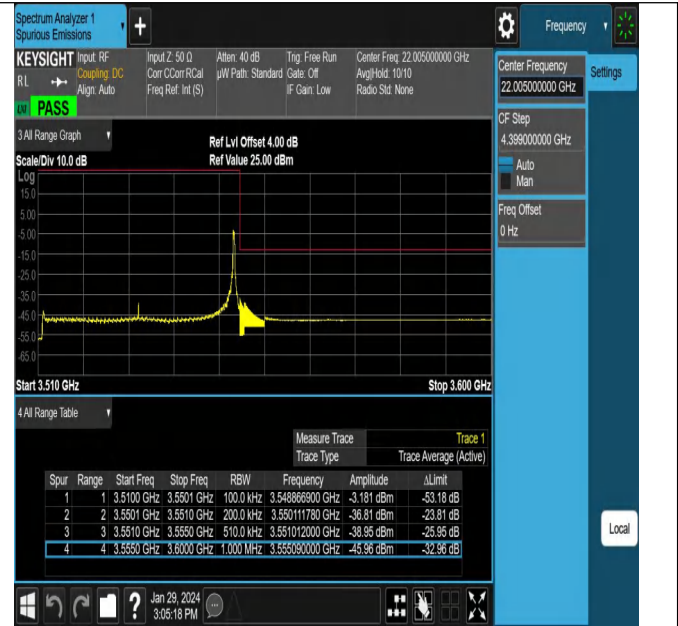 Spectrum Analyzer 1
Spurious Emissions
Frequency
KEYSIGHT Input: RF Input Z: 50 Ω Atten: 40 dB Trig: Free Run Center Freq: 22.005000000 GHz
RL Coupling: DC Corr CCorr RCal µW Path: Standard Gate: Off Avg|Hold: 10/10
Align: Auto Freq Ref: Int (S) IF Gain: Low Radio Std: None
PASS
Center Frequency
22.005000000 GHz
Settings
CF Step
4.399000000 GHz
Auto
Man
Freq Offset
0 Hz
3 All Range Graph
Ref Lvl Offset 4.00 dB
Scale/Div 10.0 dB Ref Value 25.00 dBm
Log
15.0
5.00
-5.00
-15.0
-25.0
-35.0
-45.0
-55.0
-65.0
Start 3.510 GHz Stop 3.600 GHz
4 All Range Table
Measure Trace Trace 1
Trace Type Trace Average (Active)
Spur Range Start Freq Stop Freq RBW Frequency Amplitude ΔLimit
1 1 3.5100 GHz 3.5501 GHz 100.0 kHz 3.548866900 GHz -3.181 dBm -53.18 dB
2 2 3.5501 GHz 3.5510 GHz 200.0 kHz 3.550111780 GHz -36.81 dBm -23.81 dB
3 3 3.5510 GHz 3.5550 GHz 510.0 kHz 3.551012000 GHz -38.95 dBm -25.95 dB
4 4 3.5550 GHz 3.6000 GHz 1.000 MHz 3.555090000 GHz -45.96 dBm -32.96 dB
Local
? Jan 29, 2024
3:05:18 PM